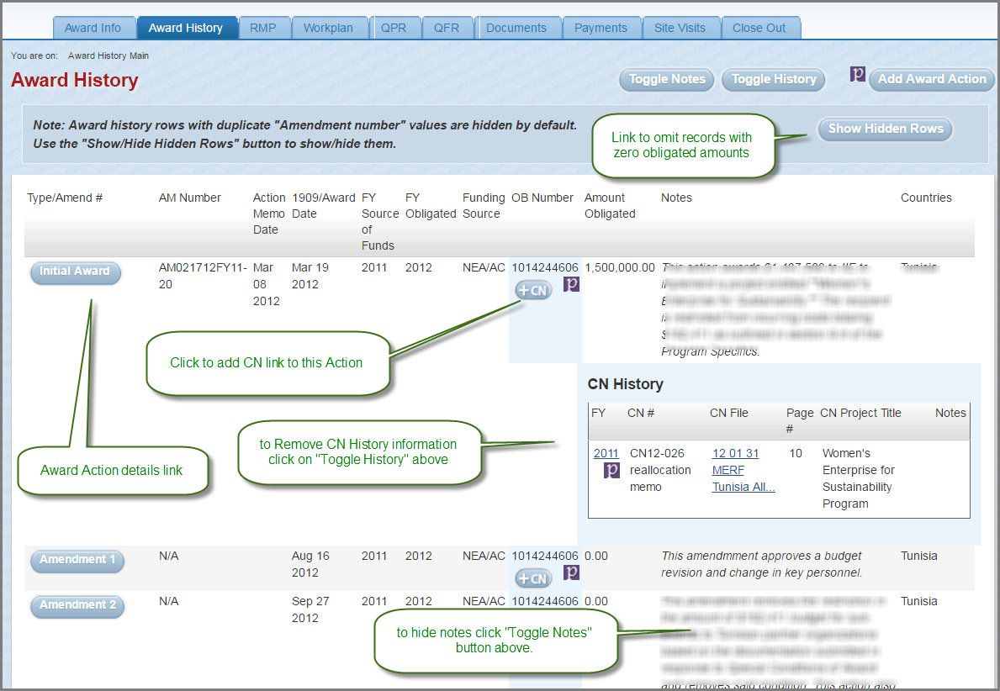 Award Info Award History RMP Workplan QPR QFR Documents Payments Site Visits Close Out
You are on: Award History Main
Award History
Toggle Notes Toggle History p Add Award Action
Note: Award history rows with duplicate "Amendment number" values are hidden by default.
Use the "Show/Hide Hidden Rows" button to show/hide them.
Link to omit records with
zero obligated amounts
Show Hidden Rows
Type/Amend # AM Number Action 1909/Award FY FY Funding OB Number Amount Notes Countries
Memo Date Source Obligated Source Obligated
Date of
Funds
Initial Award AM021712FY11- Mar Mar 19 2011 2012 NEA/AC 1014244606 1,500,000.00
20 08 2012
2012
+CN p
Program Specifics.
Click to add CN link to this Action
CN History
FY CN # CN File Page CN Project Title Notes
#
2011 CN12-026 12 01 31 10 Women's
p reallocation MERF Enterprise for
memo Tunisia All... Sustainability
Program
to Remove CN History information
click on "Toggle History" above
Award Action details link
Amendment 1 N/A Aug 16 2011 2012 NEA/AC 1014244606 0.00 This amendmment approves a budget Tunisia
2012 revision and change in key personnel.
+CN p
Amendment 2 N/A Sep 27 2011 2012 NEA/AC 1014244606 0.00 Tunisia
2012
to hide notes click "Toggle Notes"
button above.